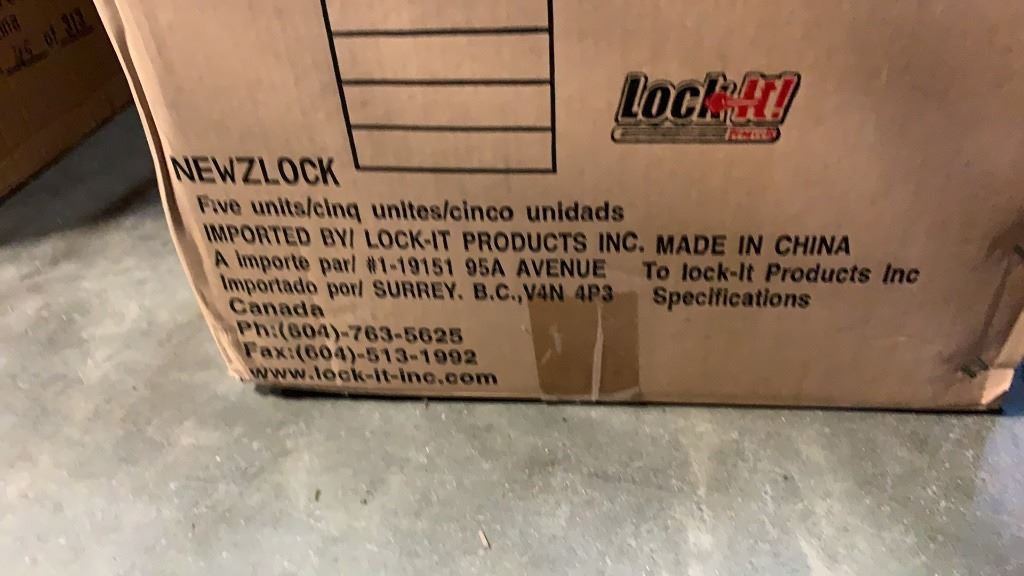 of 313
Lock-It!
NEWZLOCK
Five units/cinq unites/cinco unidads
IMPORTED BY/ LOCK-IT PRODUCTS INC. MADE IN CHINA
A Importe par/ #1-19151 95A AVENUE To lock-It Products Inc
Importado por/ SURREY. B.C.,V4N 4P3 Specifications
Canada
Ph:(604)-763-5625
Fax:(604)-513-1992
www.lock-it-inc.com